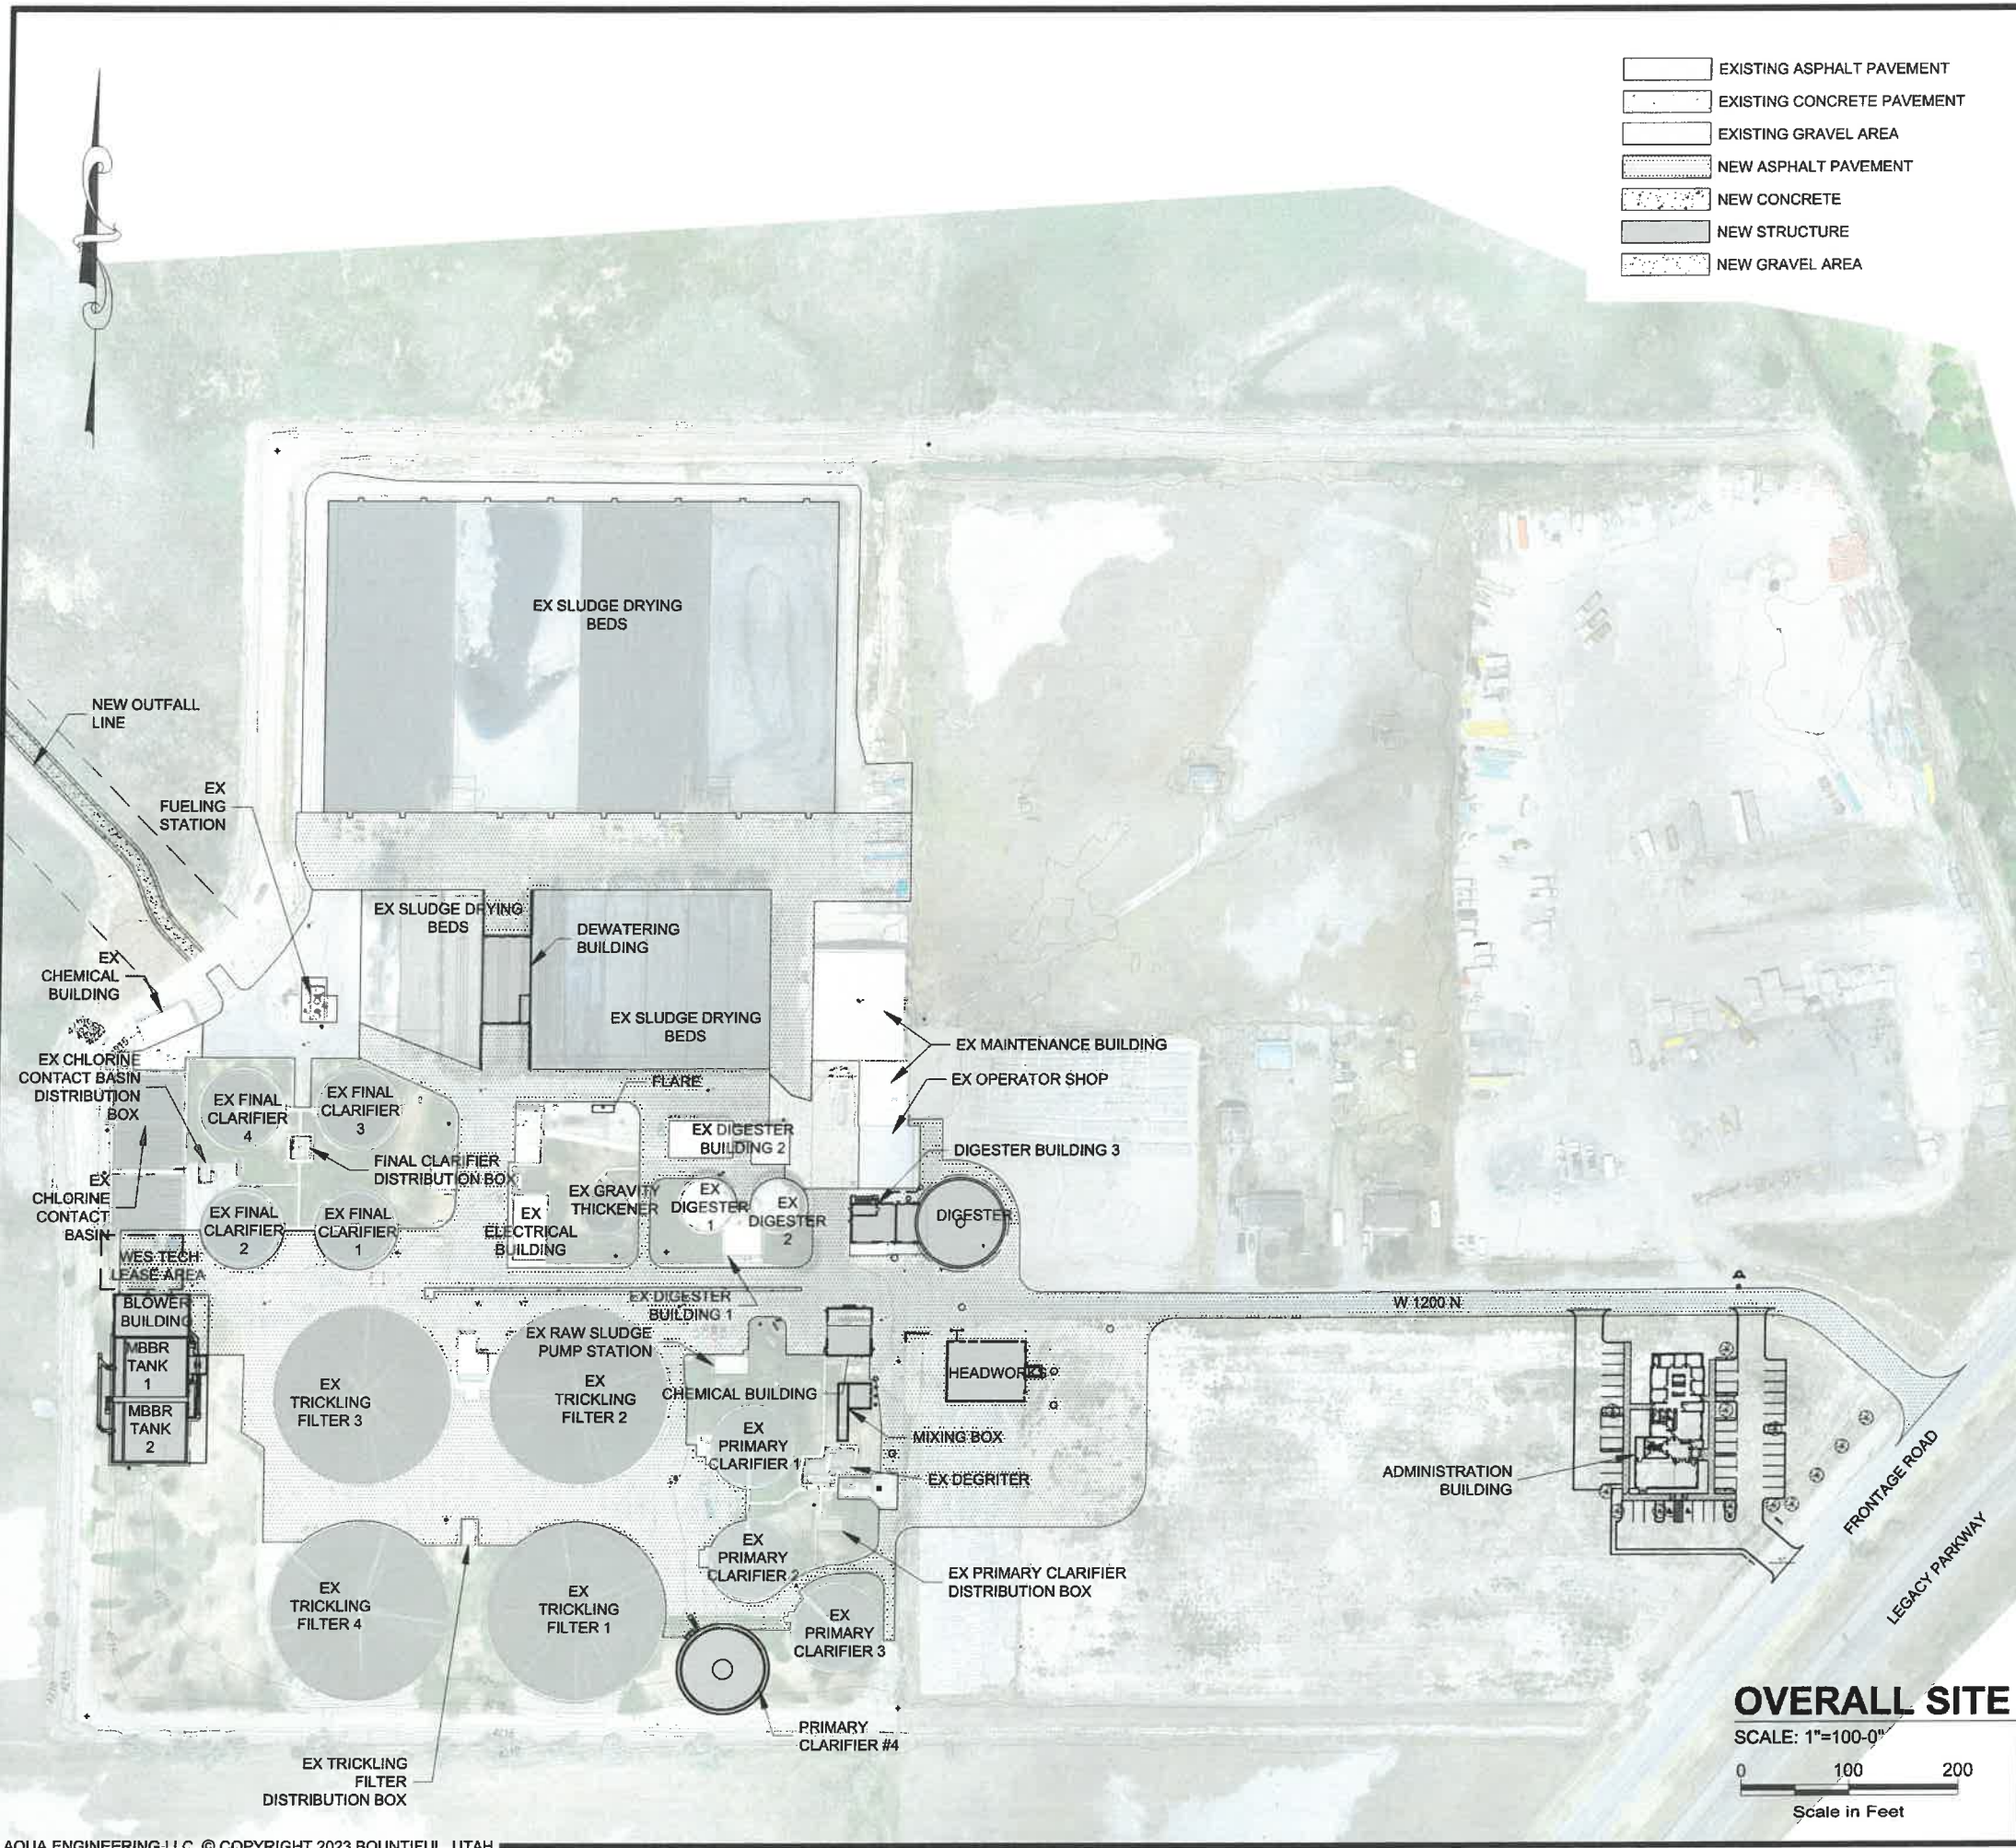 EXISTING ASPHALT PAVEMENT
EXISTING CONCRETE PAVEMENT
EXISTING GRAVEL AREA
NEW ASPHALT PAVEMENT
NEW CONCRETE
NEW STRUCTURE
NEW GRAVEL AREA
EX SLUDGE DRYING
BEDS
NEW OUTFALL
LINE
EX
FUELING
STATION
EX SLUDGE DRYING
BEDS
DEWATERING
BUILDING
EX
CHEMICAL
BUILDING
EX SLUDGE DRYING
BEDS
EX MAINTENANCE BUILDING
EX OPERATOR SHOP
EX CHLORINE
CONTACT BASIN
DISTRIBUTION
BOX
EX FINAL
CLARIFIER
4
EX FINAL
CLARIFIER
3
FLARE
EX DIGESTER
BUILDING 2
DIGESTER BUILDING 3
FINAL CLARIFIER
DISTRIBUTION BOX
EX
CHLORINE
CONTACT
BASIN
EX FINAL
CLARIFIER
2
EX FINAL
CLARIFIER
1
EX GRAVITY
THICKENER
EX
ELECTRICAL
BUILDING
EX
DIGESTER
1
EX
DIGESTER
2
DIGESTER
WES TECH
LEASE AREA
BLOWER
BUILDING
EX DIGESTER
BUILDING 1
W 1200 N
MBBR
TANK
1
MBBR
TANK
2
EX
TRICKLING
FILTER 3
EX RAW SLUDGE
PUMP STATION
EX
TRICKLING
FILTER 2
CHEMICAL BUILDING
HEADWORKS
EX
PRIMARY
CLARIFIER 1
MIXING BOX
EX DEGRITER
ADMINISTRATION
BUILDING
FRONTAGE ROAD
LEGACY PARKWAY
EX
TRICKLING
FILTER 4
EX
TRICKLING
FILTER 1
EX
PRIMARY
CLARIFIER 2
EX PRIMARY CLARIFIER
DISTRIBUTION BOX
EX
PRIMARY
CLARIFIER 3
PRIMARY
CLARIFIER #4
EX TRICKLING
FILTER
DISTRIBUTION BOX
OVERALL SITE
SCALE: 1"=100-0"
0 100 200
Scale in Feet
AQUA ENGINEERING LLC. © COPYRIGHT 2023 BOUNTIFUL, UTAH